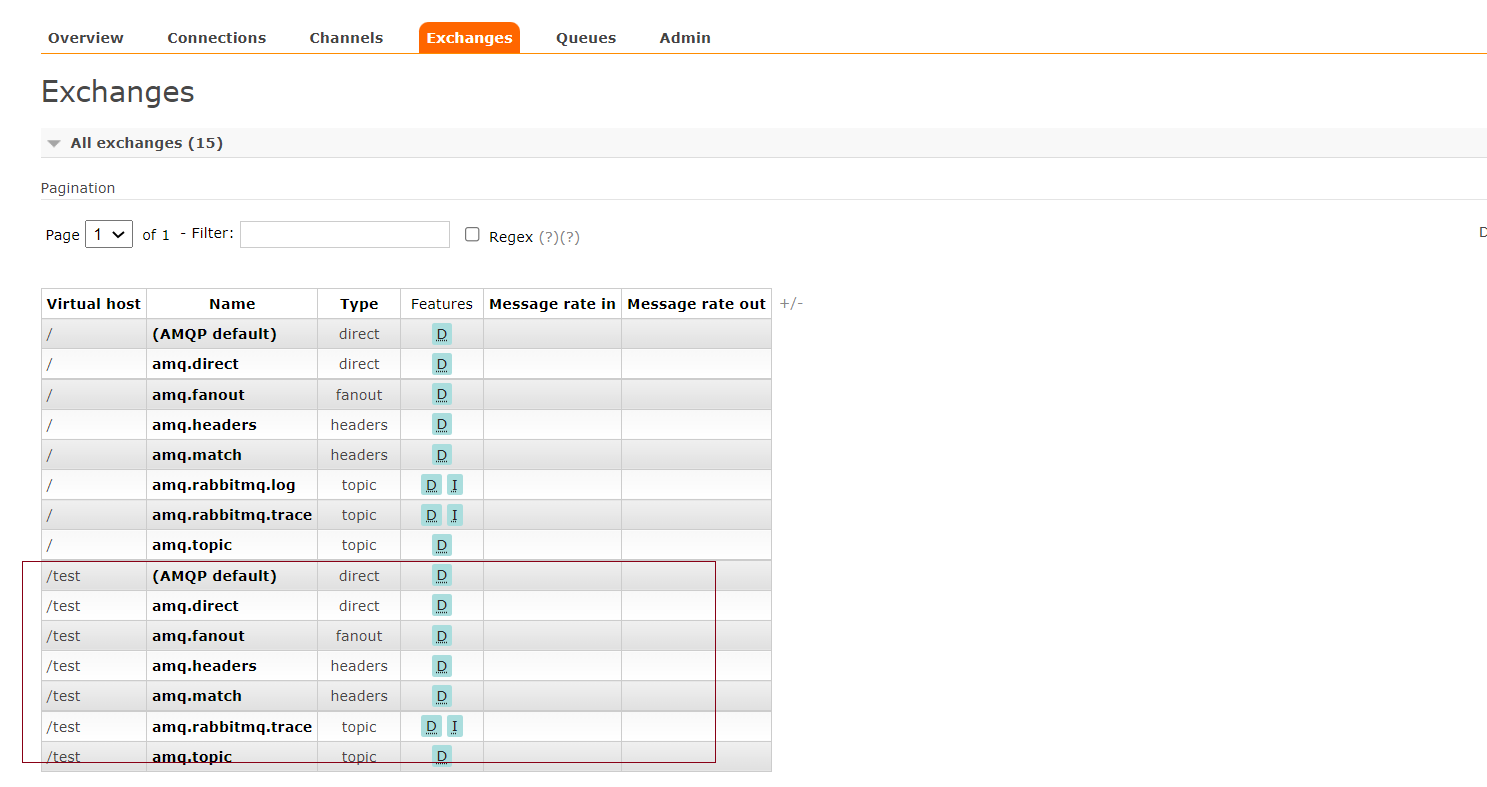 Overview Connections Channels Exchanges Queues Admin
Exchanges
All exchanges (15)
Pagination
Page 1 of 1 - Filter: Regex (?)(?) D
Virtual host Name Type Features Message rate in Message rate out +/-
/ (AMQP default) direct D
/ amq.direct direct D
/ amq.fanout fanout D
/ amq.headers headers D
/ amq.match headers D
/ amq.rabbitmq.log topic D I
/ amq.rabbitmq.trace topic D I
/ amq.topic topic D
/test (AMQP default) direct D
/test amq.direct direct D
/test amq.fanout fanout D
/test amq.headers headers D
/test amq.match headers D
/test amq.rabbitmq.trace topic D I
/test amq.topic topic D